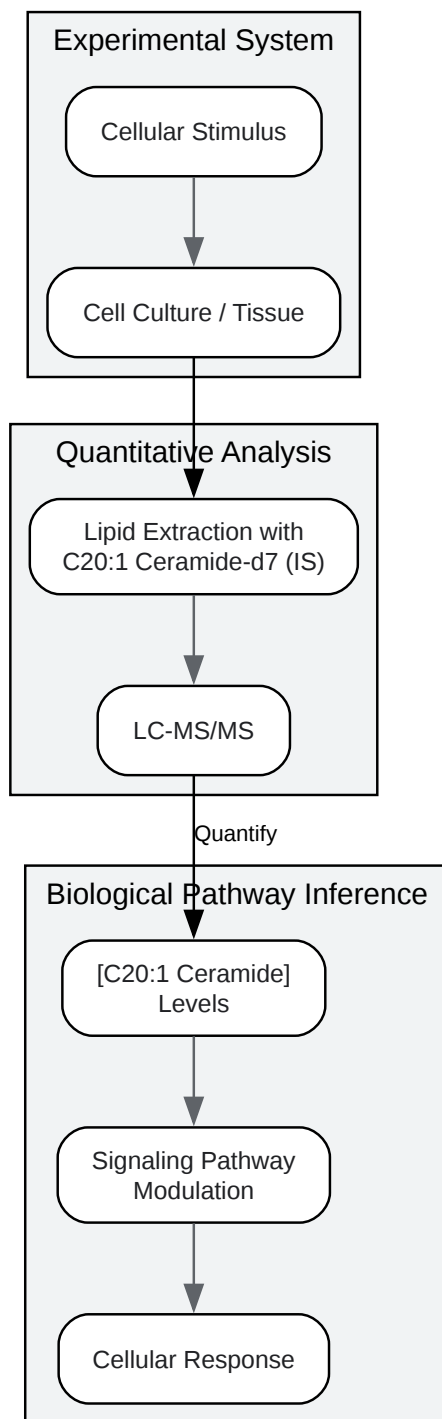 Experimental System
Cellular Stimulus
Cell Culture / Tissue
Quantitative Analysis
Lipid Extraction with
C20:1 Ceramide-d7 (IS)
LC-MS/MS
Quantify
Biological Pathway Inference
[C20:1 Ceramide]
Levels
Signaling Pathway
Modulation
Cellular Response